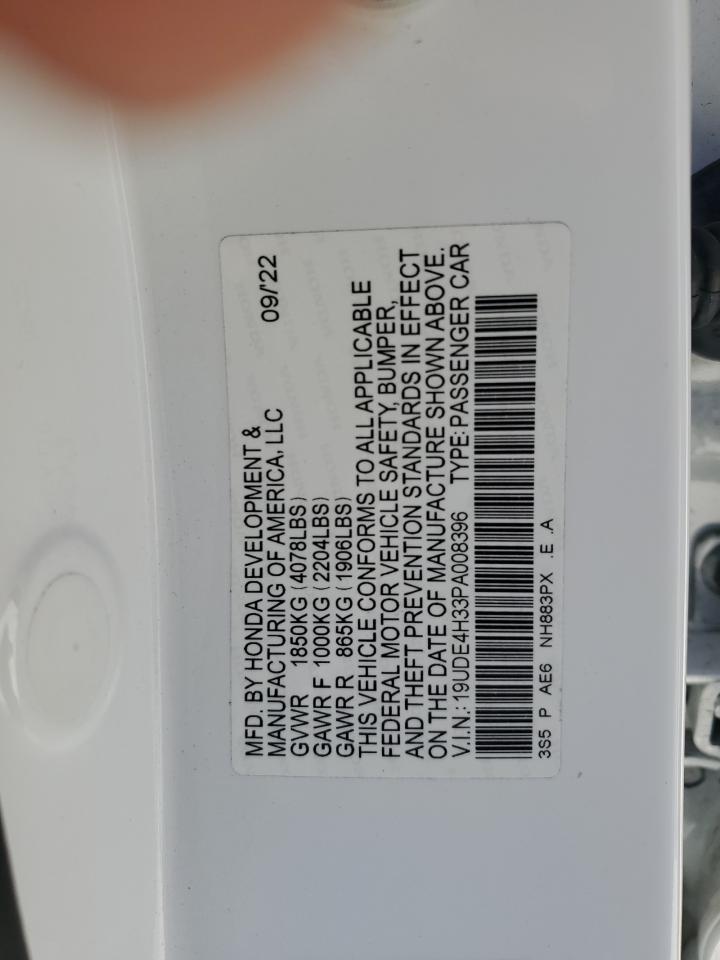 MFD. BY HONDA DEVELOPMENT &
MANUFACTURING OF AMERICA, LLC 09/'22
GVWR 1850KG (4078LBS)
GAWR F 1000KG (2204LBS)
GAWR R 865KG (1906LBS)
THIS VEHICLE CONFORMS TO ALL APPLICABLE
FEDERAL MOTOR VEHICLE SAFETY, BUMPER,
AND THEFT PREVENTION STANDARDS IN EFFECT
ON THE DATE OF MANUFACTURE SHOWN ABOVE.
V.I.N.: 19UDE4H33PA008396 TYPE: PASSENGER CAR
3S5 P AE6 NH883PX .E .A